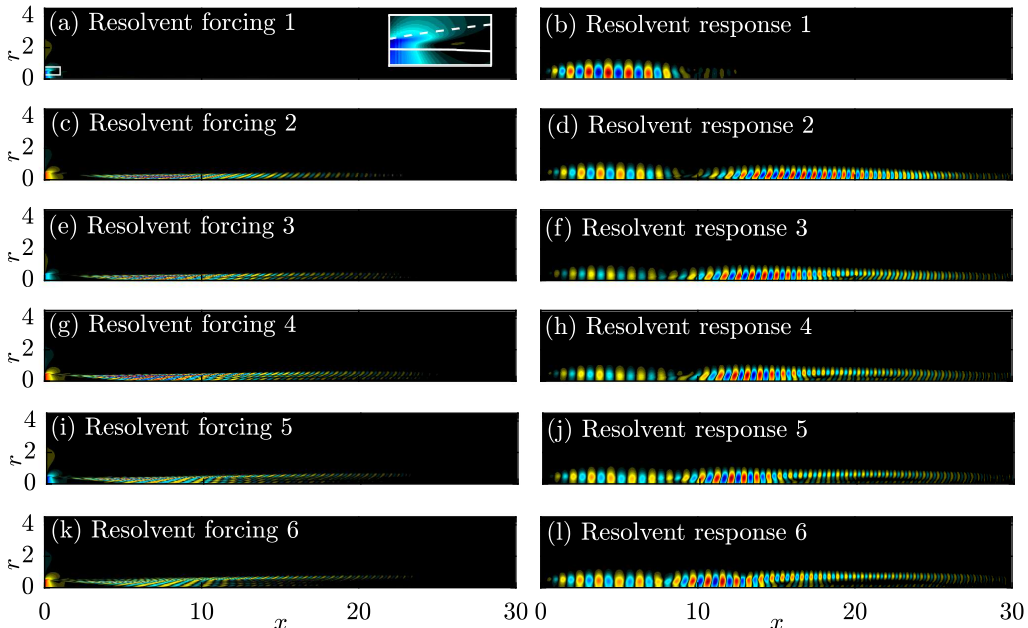 4
2
0
r
(a) Resolvent forcing 1
(b) Resolvent response 1
4
2
0
r
(c) Resolvent forcing 2
(d) Resolvent response 2
4
2
0
r
(e) Resolvent forcing 3
(f) Resolvent response 3
4
2
0
r
(g) Resolvent forcing 4
(h) Resolvent response 4
4
2
0
r
(i) Resolvent forcing 5
(j) Resolvent response 5
4
2
0
r
(k) Resolvent forcing 6
(l) Resolvent response 6
0 10 20 30 0 10 20 30
x x